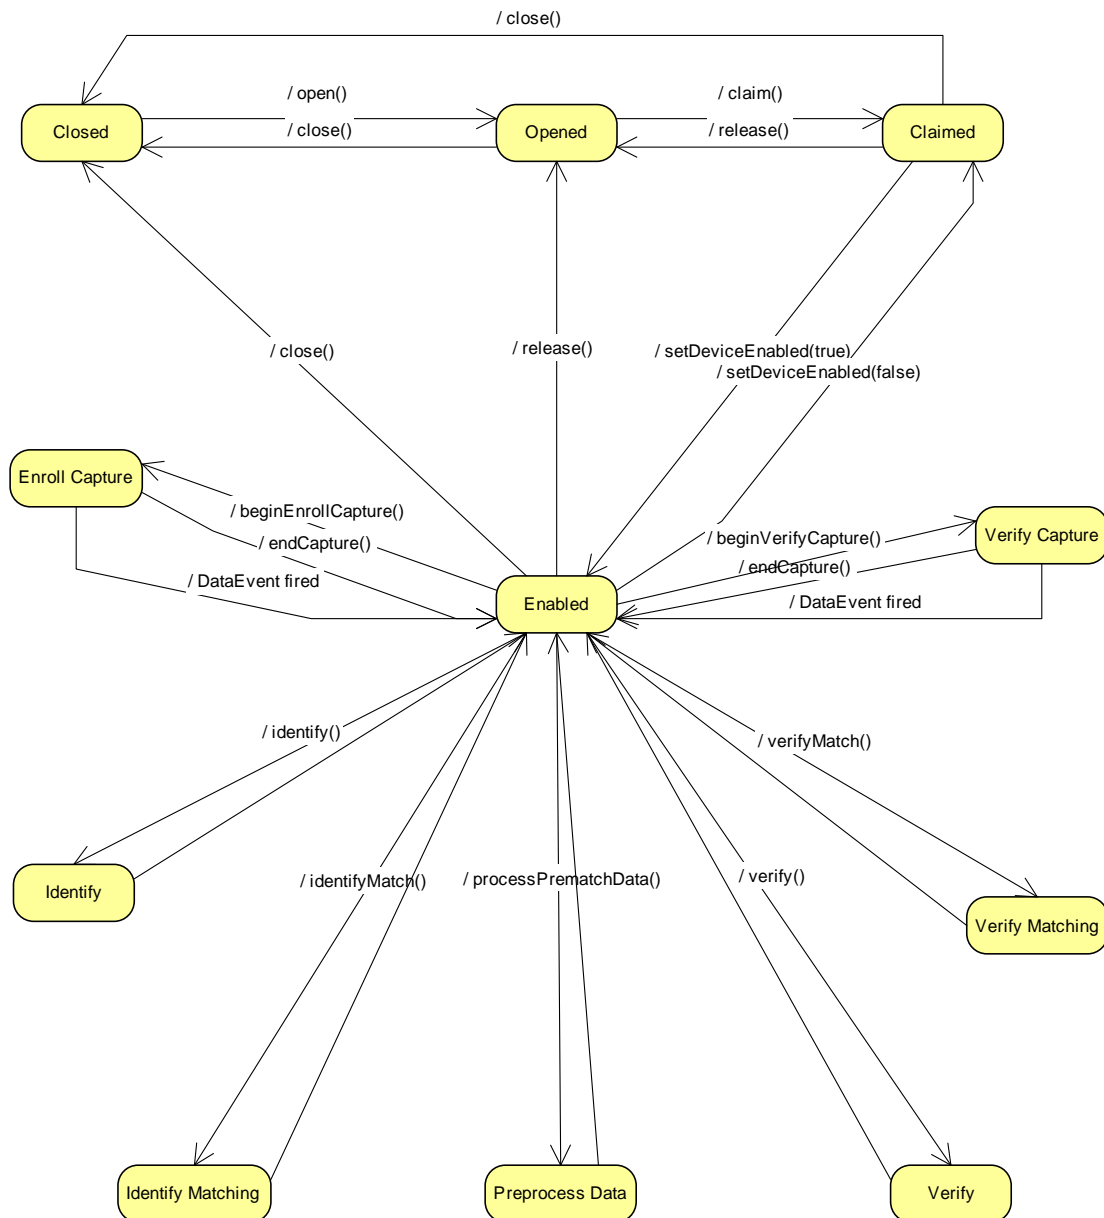 / close()
/ open()
/ claim()
Closed
/ close()
Opened
/ release()
Claimed
/ close()
/ release()
/ setDeviceEnabled(true)
/ setDeviceEnabled(false)
Enroll Capture
/ beginEnrollCapture()
/ endCapture()
/ DataEvent fired
/ beginVerifyCapture()
Verify Capture
/ endCapture()
/ DataEvent fired
Enabled
/ identify()
/ verifyMatch()
Identify
/ identifyMatch()
/ processPrematchData()
/ verify()
Verify Matching
Identify Matching
Preprocess Data
Verify